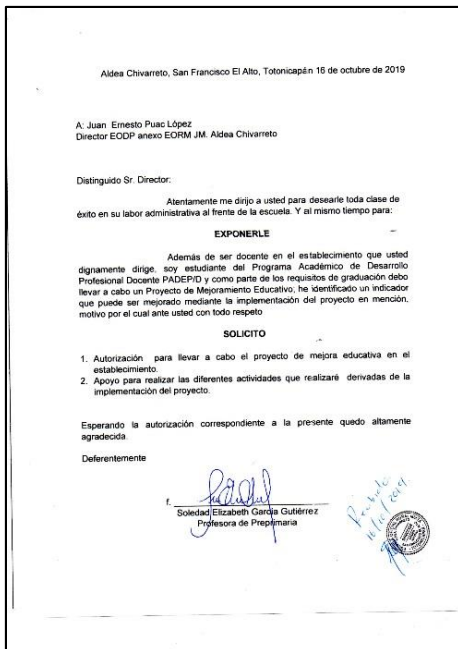 Aldea Chivarreto, San Francisco El Alto, Totonicapán 16 de octubre de 2019
A: Juan Ernesto Puac López
Director EODP anexo EORM JM. Aldea Chivarreto
Distinguido Sr. Director:
Atentamente me dirijo a usted para desearle toda clase de
éxito en su labor administrativa al frente de la escuela. Y al mismo tiempo para:
EXPONERLE
Además de ser docente en el establecimiento que usted
dignamente dirige, soy estudiante del Programa Académico de Desarrollo
Profesional Docente PADEP/D y como parte de los requisitos de graduación debo
llevar a cabo un Proyecto de Mejoramiento Educativo; he identificado un indicador
que puede ser mejorado mediante la implementación del proyecto en mención,
motivo por el cual ante usted con todo respeto
SOLICITO
1. Autorización para llevar a cabo el proyecto de mejora educativa en el
establecimiento.
2. Apoyo para realizar las diferentes actividades que realizaré derivadas de la
implementación del proyecto.
Esperando la autorización correspondiente a la presente quedo altamente
agradecida.
Deferentemente
f.
Soledad Elizabeth García Gutiérrez
Profesora de Preprimaria
Recibido
16/10/2019